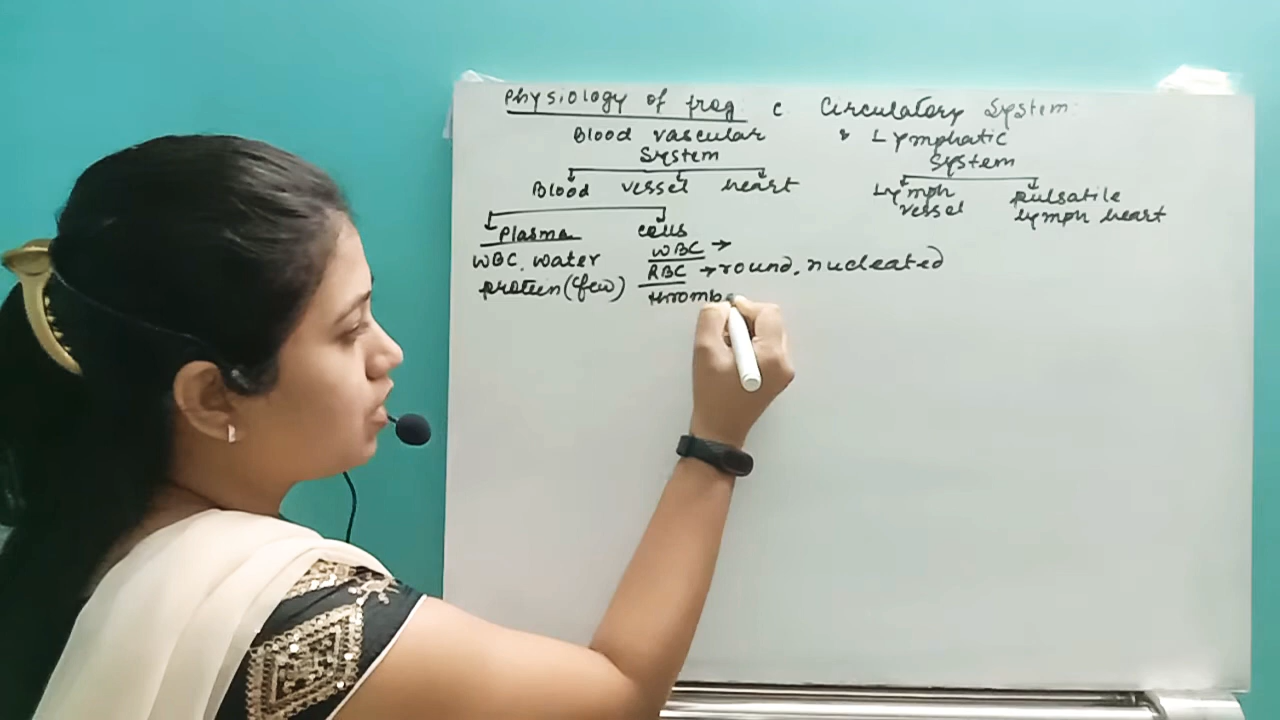 Physiology of frog: c. Circulatory System:
Blood vascular System & Lymphatic System
Blood vessel heart Lymph vessel pulsatile lymph heart
Plasma cells
WBC. water WBC →
protein (few) RBC → round, nucleated
thromb